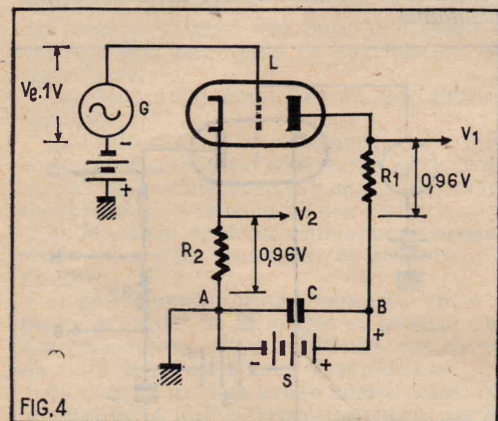 L
Ve.1V
G
-
+
V1
R1
0,96V
V2
R2
0,96V
A
C
B
+
-
S
+
FIG.4